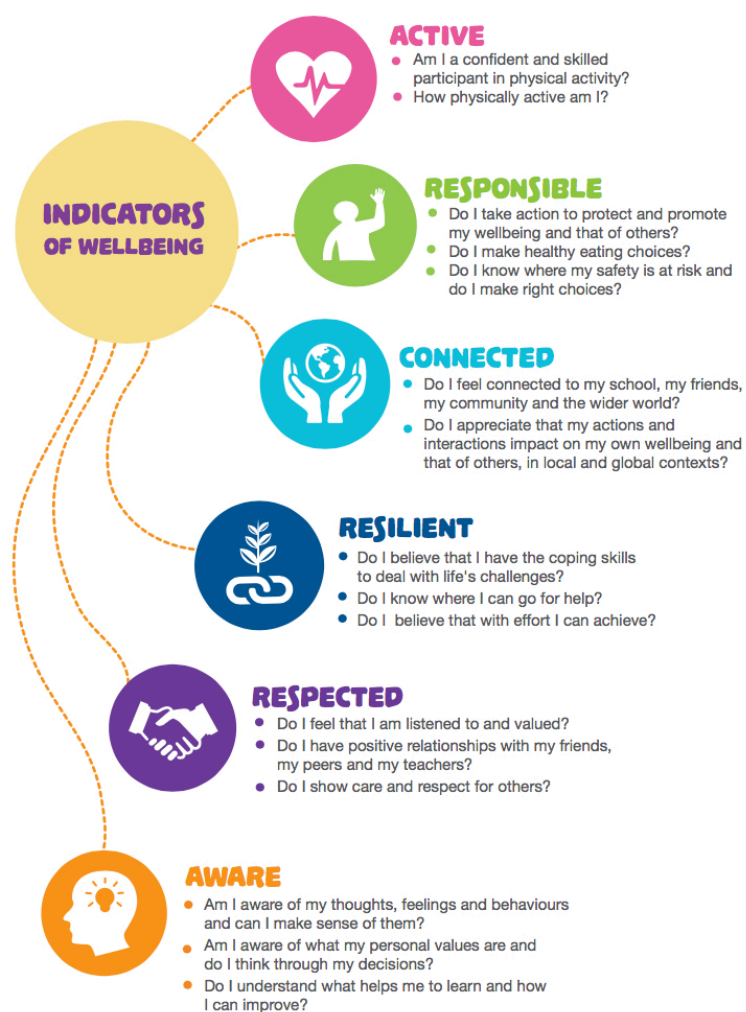 INDICATORS
OF WELLBEING
ACTIVE
• Am I a confident and skilled
participant in physical activity?
• How physically active am I?
RESPONSIBLE
• Do I take action to protect and promote
my wellbeing and that of others?
• Do I make healthy eating choices?
• Do I know where my safety is at risk and
do I make right choices?
CONNECTED
• Do I feel connected to my school, my friends,
my community and the wider world?
• Do I appreciate that my actions and
interactions impact on my own wellbeing and
that of others, in local and global contexts?
RESILIENT
• Do I believe that I have the coping skills
to deal with life's challenges?
• Do I know where I can go for help?
• Do I believe that with effort I can achieve?
RESPECTED
• Do I feel that I am listened to and valued?
• Do I have positive relationships with my friends,
my peers and my teachers?
• Do I show care and respect for others?
AWARE
• Am I aware of my thoughts, feelings and behaviours
and can I make sense of them?
• Am I aware of what my personal values are and
do I think through my decisions?
• Do I understand what helps me to learn and how
I can improve?